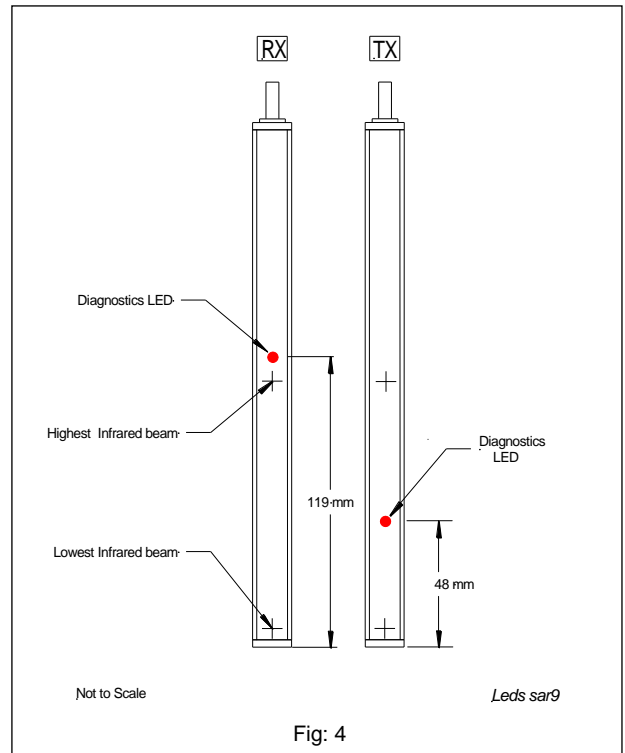 RX
TX
Diagnostics LED
Highest Infrared beam
Diagnostics
LED
119 mm
Lowest Infrared beam
48 mm
Not to Scale
Leds sar9
Fig: 4